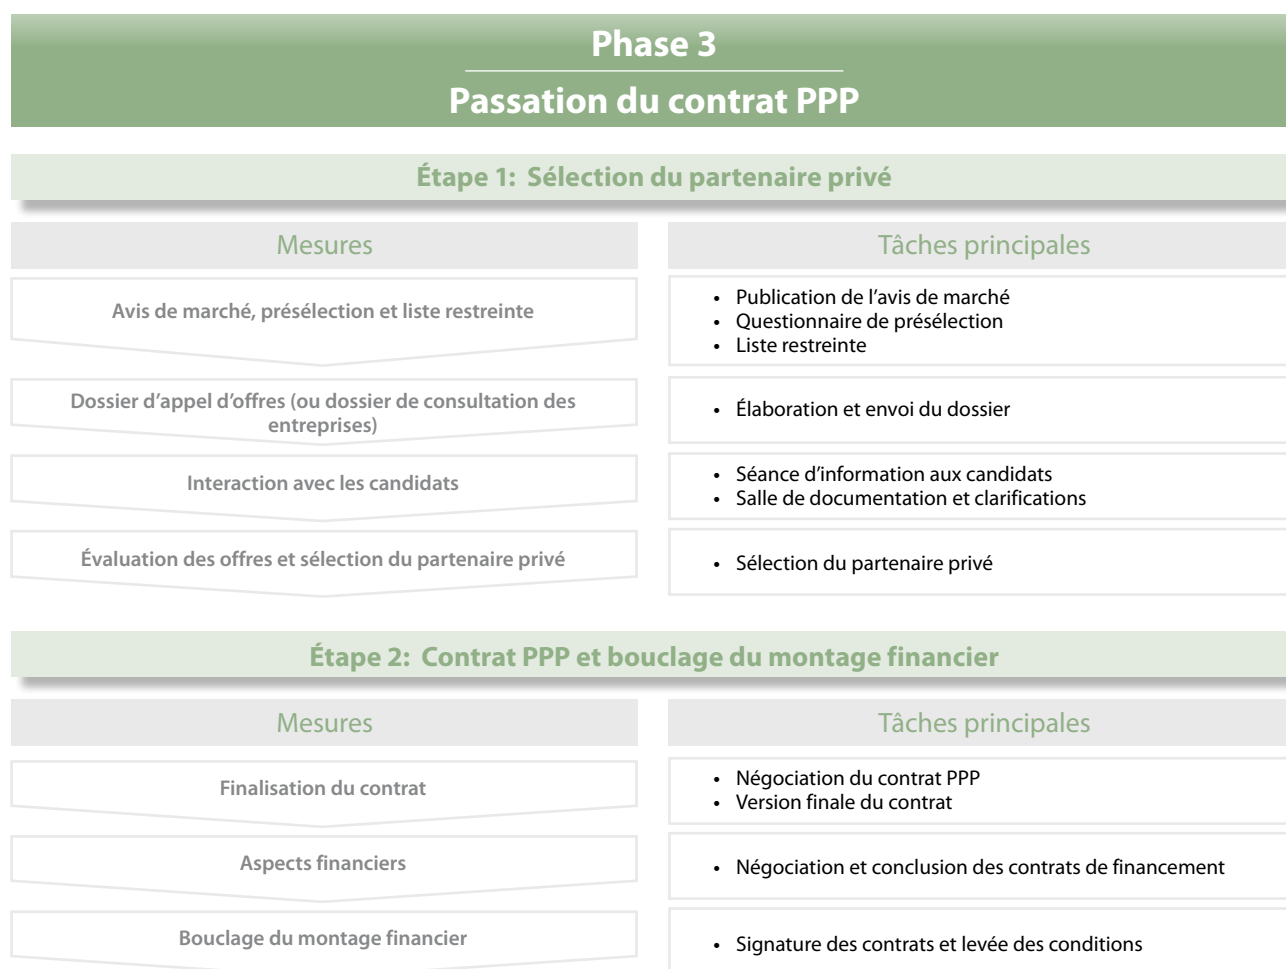 Phase 3
Passation du contrat PPP
Étape 1: Sélection du partenaire privé
Mesures
Tâches principales
Avis de marché, présélection et liste restreinte
• Publication de l’avis de marché
• Questionnaire de présélection
• Liste restreinte
Dossier d’appel d’offres (ou dossier de consultation des
entreprises)
• Élaboration et envoi du dossier
Interaction avec les candidats
• Séance d’information aux candidats
• Salle de documentation et clarifications
Évaluation des offres et sélection du partenaire privé
• Sélection du partenaire privé
Étape 2: Contrat PPP et bouclage du montage financier
Mesures
Tâches principales
Finalisation du contrat
• Négociation du contrat PPP
• Version finale du contrat
Aspects financiers
• Négociation et conclusion des contrats de financement
Bouclage du montage financier
• Signature des contrats et levée des conditions